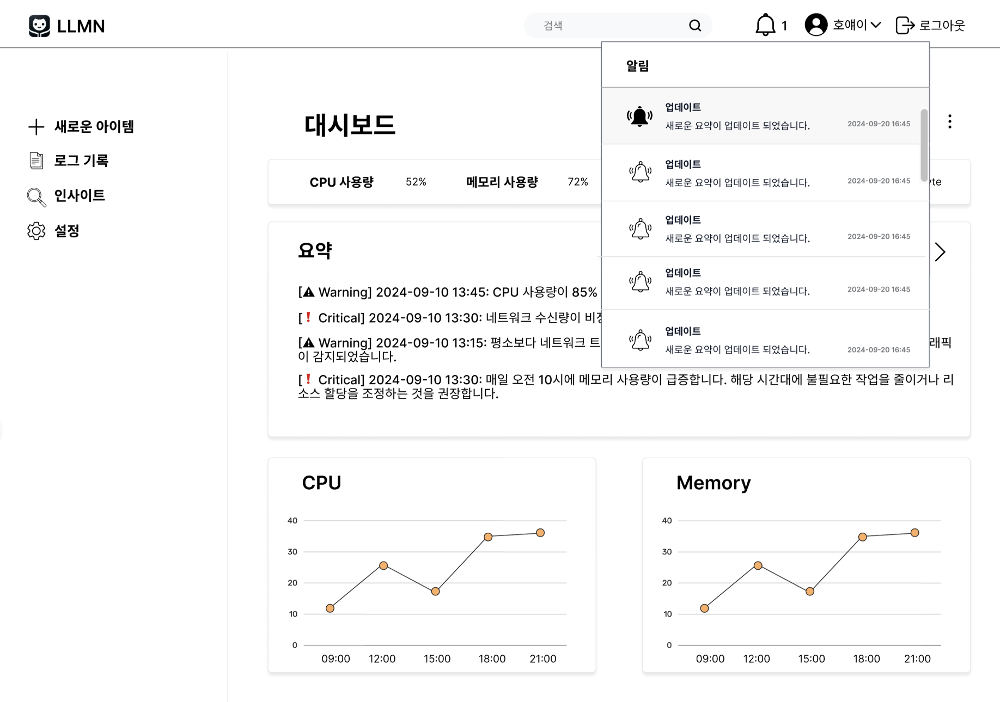 LLMN
검색
1
호얘이
로그아웃
알림
업데이트
새로운 요약이 업데이트 되었습니다.
2024-09-20 16:45
업데이트
새로운 요약이 업데이트 되었습니다.
2024-09-20 16:45
업데이트
새로운 요약이 업데이트 되었습니다.
2024-09-20 16:45
업데이트
새로운 요약이 업데이트 되었습니다.
2024-09-20 16:45
업데이트
새로운 요약이 업데이트 되었습니다.
2024-09-20 16:45
새로운 아이템
로그 기록
인사이트
설정
대시보드
CPU 사용량 52% 메모리 사용량 72%
요약
[⚠ Warning] 2024-09-10 13:45: CPU 사용량이 85%
[❗ Critical] 2024-09-10 13:30: 네트워크 수신량이
[⚠ Warning] 2024-09-10 13:15: 평소보다 네트워크 트 래픽
이 감지되었습니다.
[❗ Critical] 2024-09-10 13:30: 매일 오전 10시에 메모리 사용량이 급증합니다. 해당 시간대에 불필요한 작업을 줄이거나 리
소스 할당을 조정하는 것을 권장합니다.
CPU
40
30
20
10
0
09:00 12:00 15:00 18:00 21:00
Memory
40
30
20
10
0
09:00 12:00 15:00 18:00 21:00